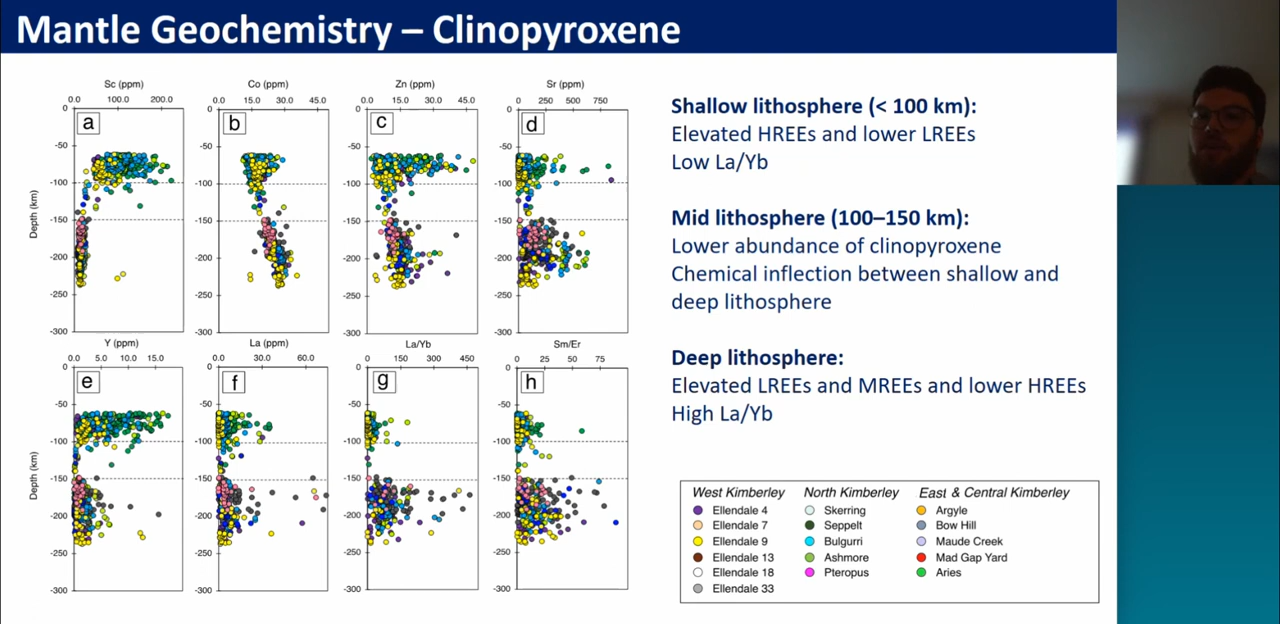 Mantle Geochemistry – Clinopyroxene
Sc (ppm)
0.0 100.0 200.0
Co (ppm)
0.0 15.0 30.0 45.0
Zn (ppm)
0.0 15.0 30.0 45.0
Sr (ppm)
0 250 500 750
Depth (km)
0
-50
-100
-150
-200
-250
-300
a
0
-50
-100
-150
-200
-250
-300
b
0
-50
-100
-150
-200
-250
-300
c
0
-50
-100
-150
-200
-250
-300
d
Y (ppm)
0.0 5.0 10.0 15.0
La (ppm)
0.0 30.0 60.0
La/Yb
0 150 300 450
Sm/Er
0 25 50 75
Depth (km)
0
-50
-100
-150
-200
-250
-300
e
0
-50
-100
-150
-200
-250
-300
f
0
-50
-100
-150
-200
-250
-300
g
0
-50
-100
-150
-200
-250
-300
h
Shallow lithosphere (< 100 km):
Elevated HREEs and lower LREEs
Low La/Yb
Mid lithosphere (100–150 km):
Lower abundance of clinopyroxene
Chemical inflection between shallow and
deep lithosphere
Deep lithosphere:
Elevated LREEs and MREEs and lower HREEs
High La/Yb
West Kimberley
Ellendale 4
Ellendale 7
Ellendale 9
Ellendale 13
Ellendale 18
Ellendale 33
North Kimberley
Skerring
Seppelt
Bulgurri
Ashmore
Pteropus
East & Central Kimberley
Argyle
Bow Hill
Maude Creek
Mad Gap Yard
Aries